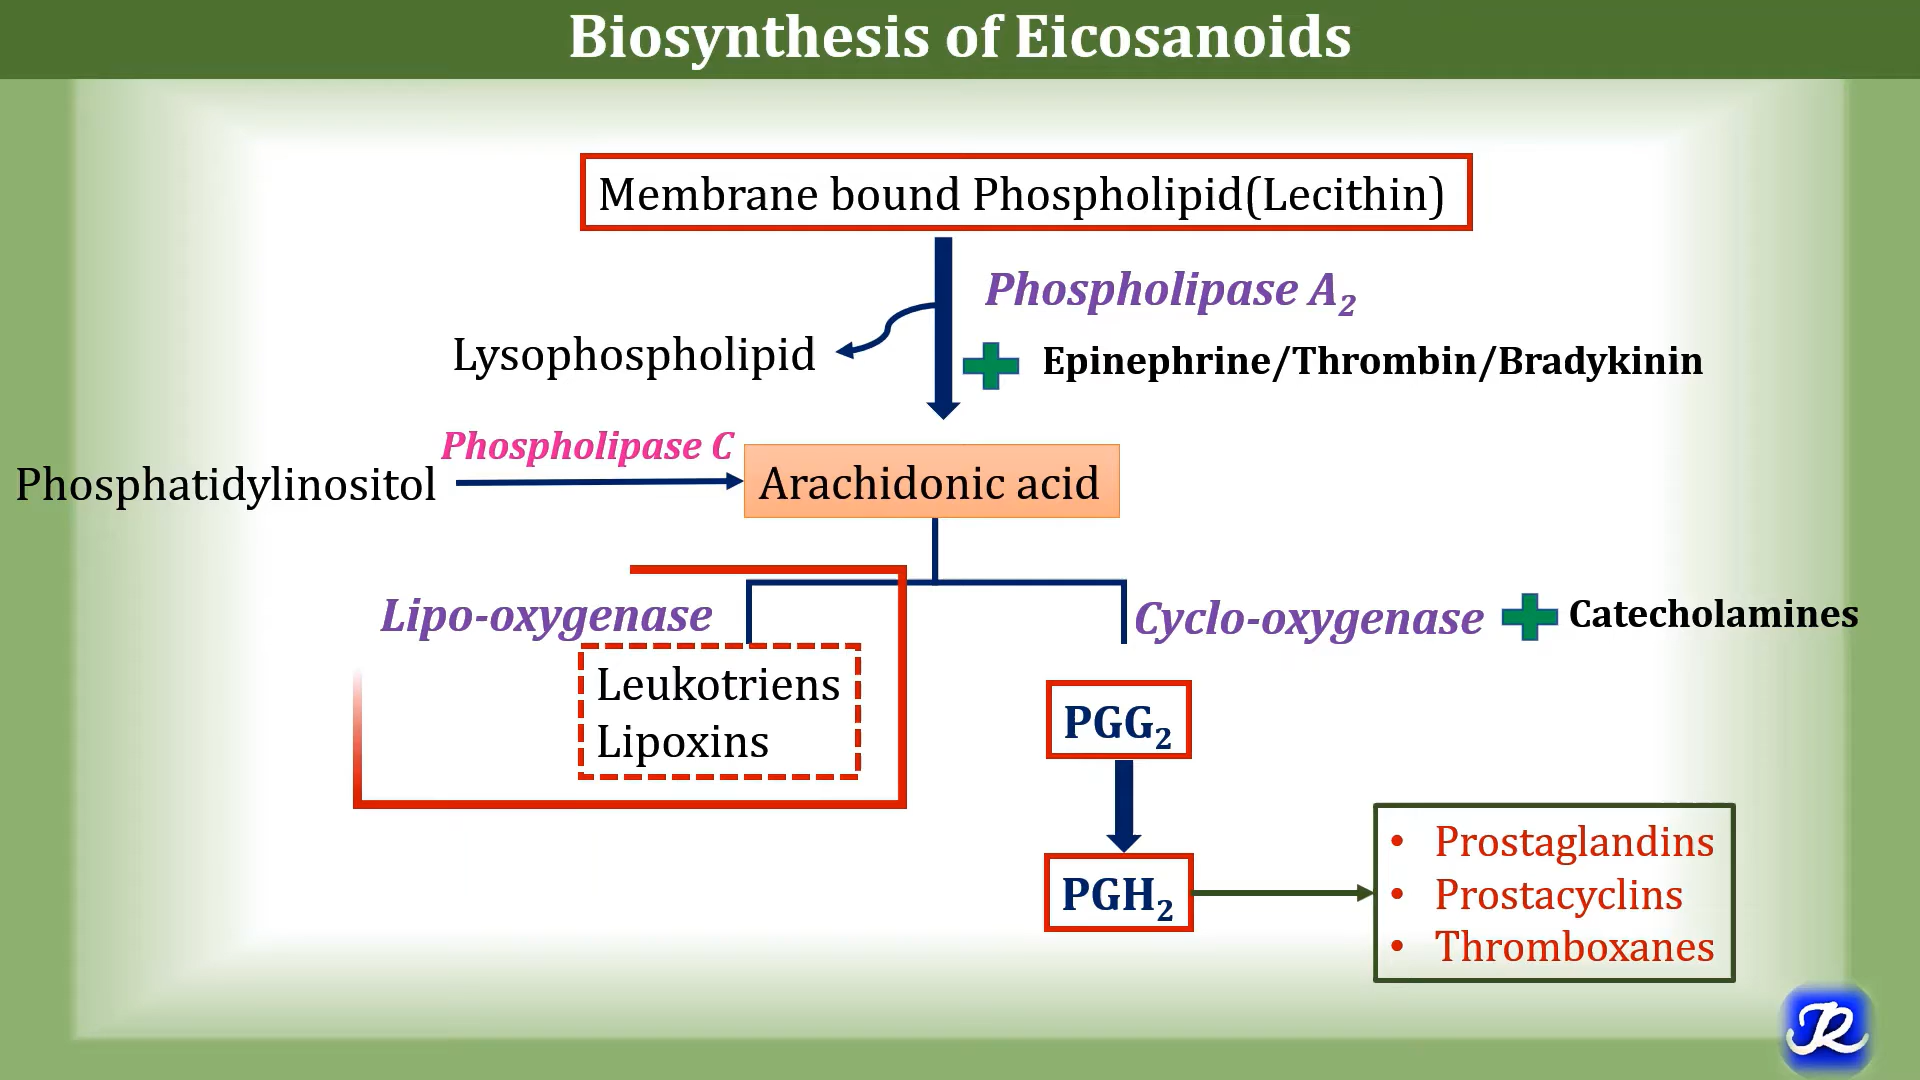 Biosynthesis of Eicosanoids
Membrane bound Phospholipid(Lecithin)
Phospholipase A₂
Lysophospholipid
Epinephrine/Thrombin/Bradykinin
Phospholipase C
Phosphatidylinositol
Arachidonic acid
Lipo-oxygenase
Cyclo-oxygenase
Catecholamines
Leukotriens
Lipoxins
PGG₂
PGH₂
• Prostaglandins
• Prostacyclins
• Thromboxanes
JR